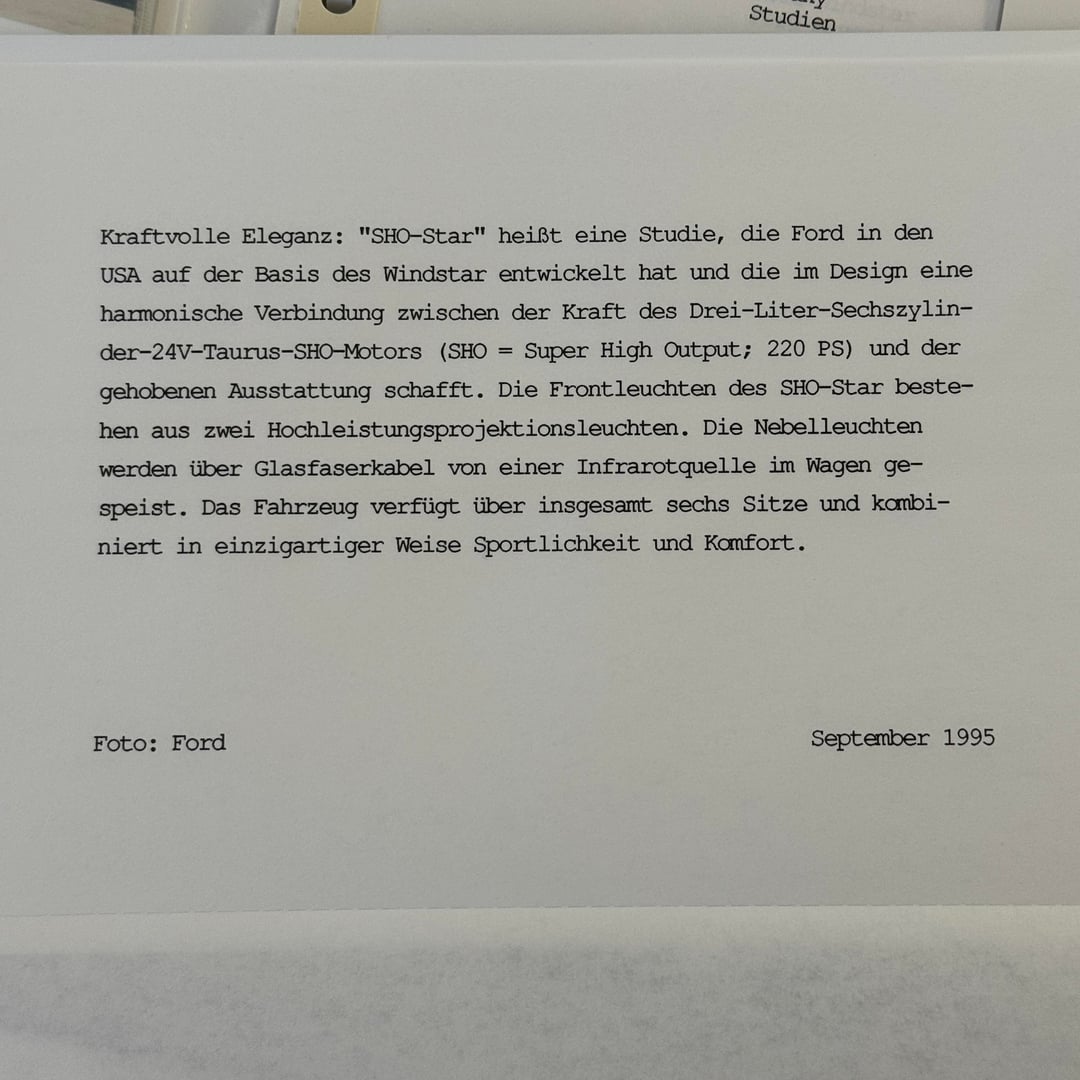 Studien
Kraftvolle Eleganz: "SHO-Star" heißt eine Studie, die Ford in den
USA auf der Basis des Windstar entwickelt hat und die im Design eine
harmonische Verbindung zwischen der Kraft des Drei-Liter-Sechszylin-
der-24V-Taurus-SHO-Motors (SHO = Super High Output; 220 PS) und der
gehobenen Ausstattung schafft. Die Frontleuchten des SHO-Star beste-
hen aus zwei Hochleistungsprojektionsleuchten. Die Nebelleuchten
werden über Glasfaserkabel von einer Infrarotquelle im Wagen ge-
speist. Das Fahrzeug verfügt über insgesamt sechs Sitze und kombi-
niert in einzigartiger Weise Sportlichkeit und Komfort.
Foto: Ford
September 1995